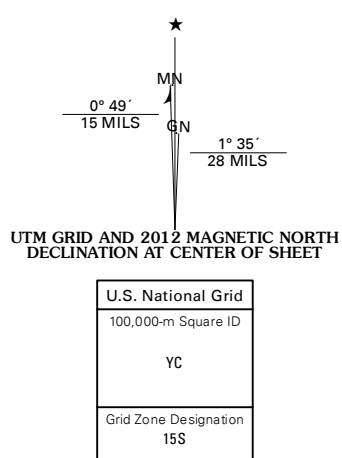 ★
MN
0° 49´
15 MILS
GN
1° 35´
28 MILS
UTM GRID AND 2012 MAGNETIC NORTH
DECLINATION AT CENTER OF SHEET
U.S. National Grid
100,000-m Square ID
YC
Grid Zone Designation
15S